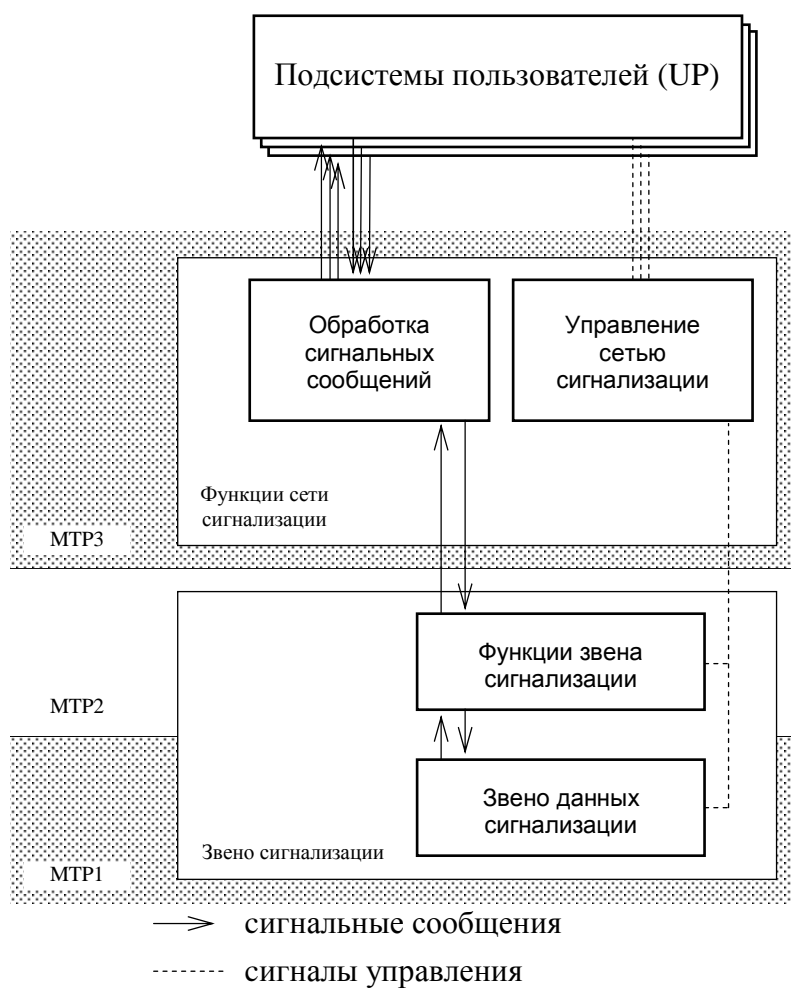 Подсистемы пользователей (UP)
Обработка
сигнальных
сообщений
Управление
сетью
сигнализации
Функции сети
сигнализации
MTP3
Функции звена
сигнализации
MTP2
Звено данных
сигнализации
Звено сигнализации
MTP1
сигнальные сообщения
сигналы управления